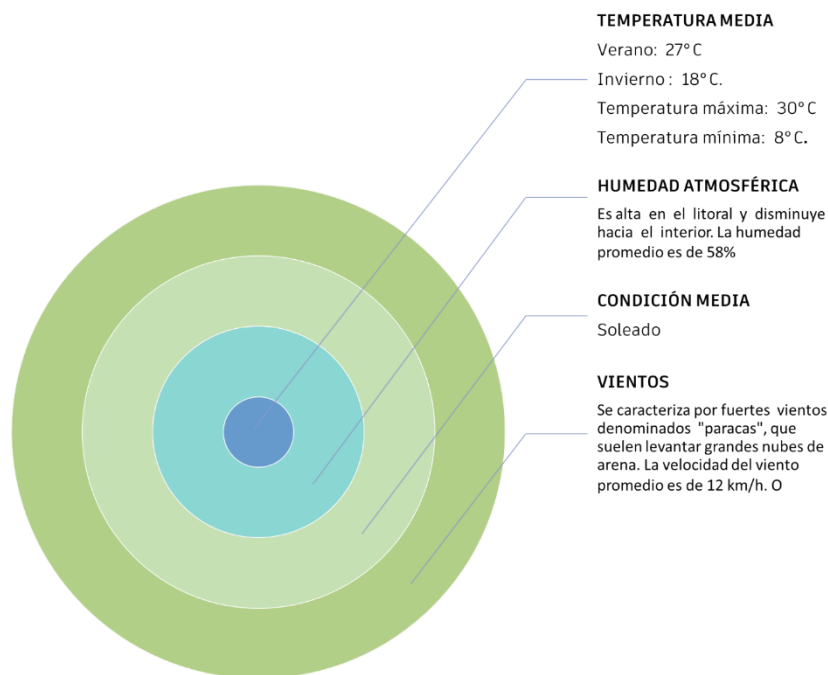 TEMPERATURA MEDIA
Verano: 27°C
Invierno : 18°C.
Temperatura máxima: 30°C
Temperatura mínima: 8°C.
HUMEDAD ATMOSFÉRICA
Es alta en el litoral y disminuye
hacia el interior. La humedad
promedio es de 58%
CONDICIÓN MEDIA
Soleado
VIENTOS
Se caracteriza por fuertes vientos
denominados "paracas", que
suelen levantar grandes nubes de
arena. La velocidad del viento
promedio es de 12 km/h. O